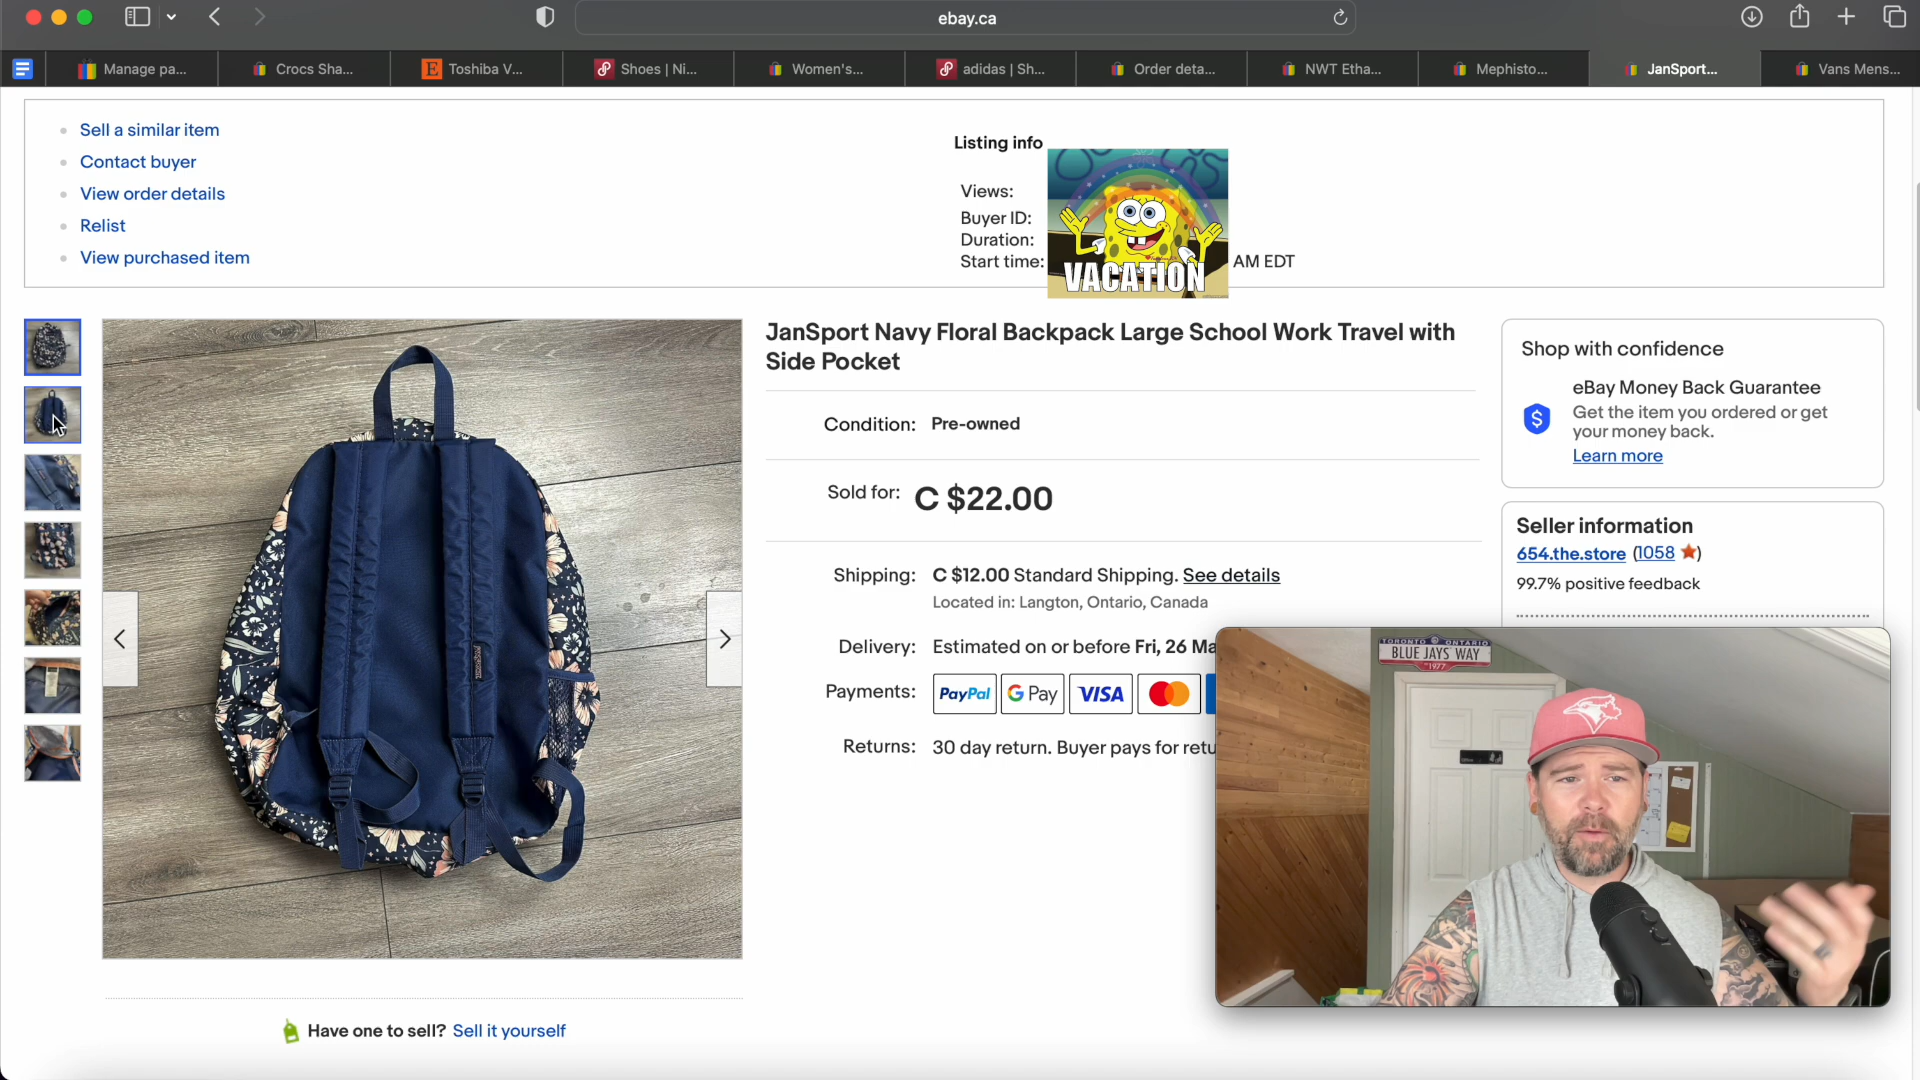 ebay.ca
Manage pa...
Crocs Sha...
Toshiba V...
Shoes | Ni...
Women's...
adidas | Sh...
Order deta...
NWT Etha...
Mephisto...
JanSport...
Vans Mens...
Sell a similar item
Contact buyer
View order details
Relist
View purchased item
Listing info
Views:
Buyer ID:
Duration:
Start time:
AM EDT
VACATION
JanSport Navy Floral Backpack Large School Work Travel with
Side Pocket
Condition: Pre-owned
Sold for: C $22.00
Shipping: C $12.00 Standard Shipping. See details
Located in: Langton, Ontario, Canada
Delivery: Estimated on or before Fri, 26 Ma
Payments: PayPal G Pay VISA
Returns: 30 day return. Buyer pays for retu
Shop with confidence
eBay Money Back Guarantee
Get the item you ordered or get
your money back.
Learn more
Seller information
654.the.store (1058)
99.7% positive feedback
TORONTO ONTARIO
BLUE JAYS WAY
1977
Have one to sell? Sell it yourself